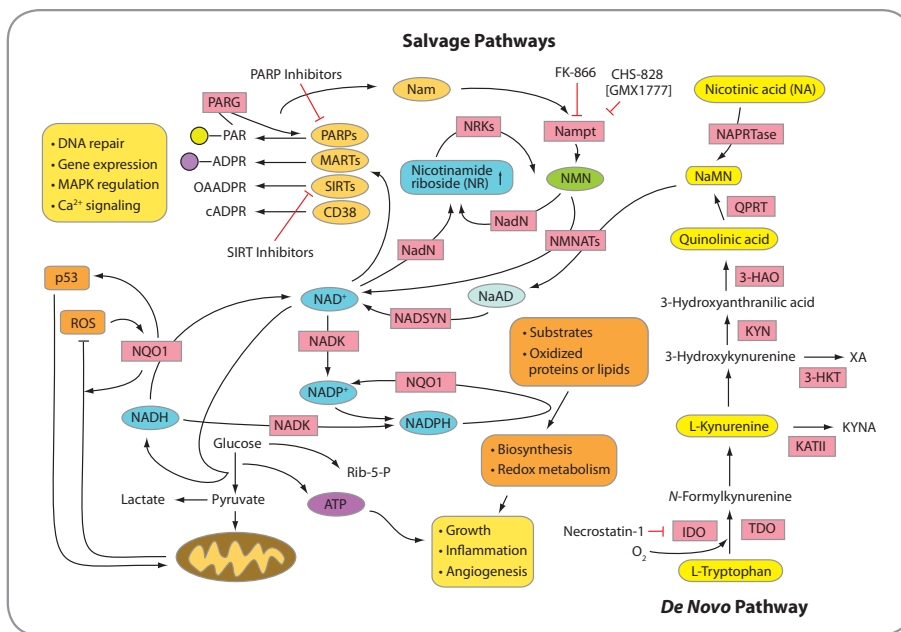 Salvage Pathways
PARP Inhibitors
PARG
PAR
ADPR
OAADPR
cADPR
PARPs
MARTs
SIRTs
CD38
SIRT Inhibitors
• DNA repair
• Gene expression
• MAPK regulation
• Ca²⁺ signaling
Nam
FK-866
CHS-828
[GMX1777]
NRKs
Nampt
Nicotinamide
riboside (NR)
NMN
NadN
NadN
NMNATs
Nicotinic acid (NA)
NAPRTase
NaMN
QPRT
Quinolinic acid
3-HAO
3-Hydroxyanthranilic acid
KYN
3-Hydroxykynurenine
XA
3-HKT
L-Kynurenine
KYNA
KATII
N-Formylkynurenine
Necrostatin-1
IDO
TDO
O₂
L-Tryptophan
De Novo Pathway
p53
ROS
NQO1
NADH
NAD⁺
NADK
NADSYN
NaAD
NADP⁺
NQO1
NADK
NADPH
• Substrates
• Oxidized
proteins or lipids
• Biosynthesis
• Redox metabolism
Glucose
Rib-5-P
Lactate
Pyruvate
ATP
• Growth
• Inflammation
• Angiogenesis